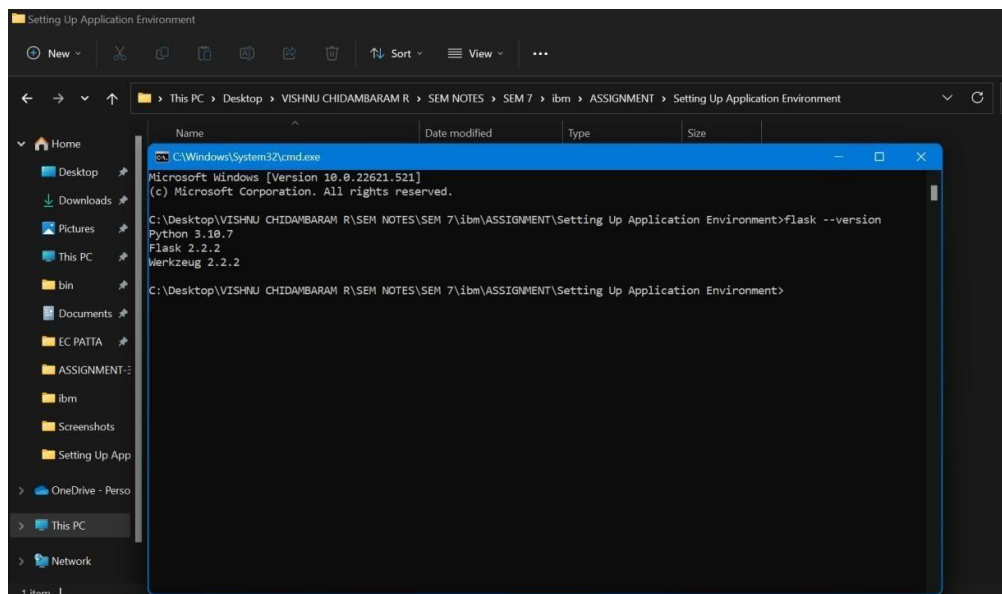 Setting Up Application Environment
New
Sort
View
This PC > Desktop > VISHNU CHIDAMBARAM R > SEM NOTES > SEM 7 > ibm > ASSIGNMENT > Setting Up Application Environment
Name Date modified Type Size
Home
Desktop
Downloads
Pictures
This PC
bin
Documents
EC PATTA
ASSIGNMENT-3
ibm
Screenshots
Setting Up App
OneDrive - Perso
This PC
Network
1 item
C:\Windows\System32\cmd.exe
Microsoft Windows [Version 10.0.22621.521]
(c) Microsoft Corporation. All rights reserved.
C:\Desktop\VISHNU CHIDAMBARAM R\SEM NOTES\SEM 7\ibm\ASSIGNMENT\Setting Up Application Environment>flask --version
Python 3.10.7
Flask 2.2.2
Werkzeug 2.2.2
C:\Desktop\VISHNU CHIDAMBARAM R\SEM NOTES\SEM 7\ibm\ASSIGNMENT\Setting Up Application Environment>